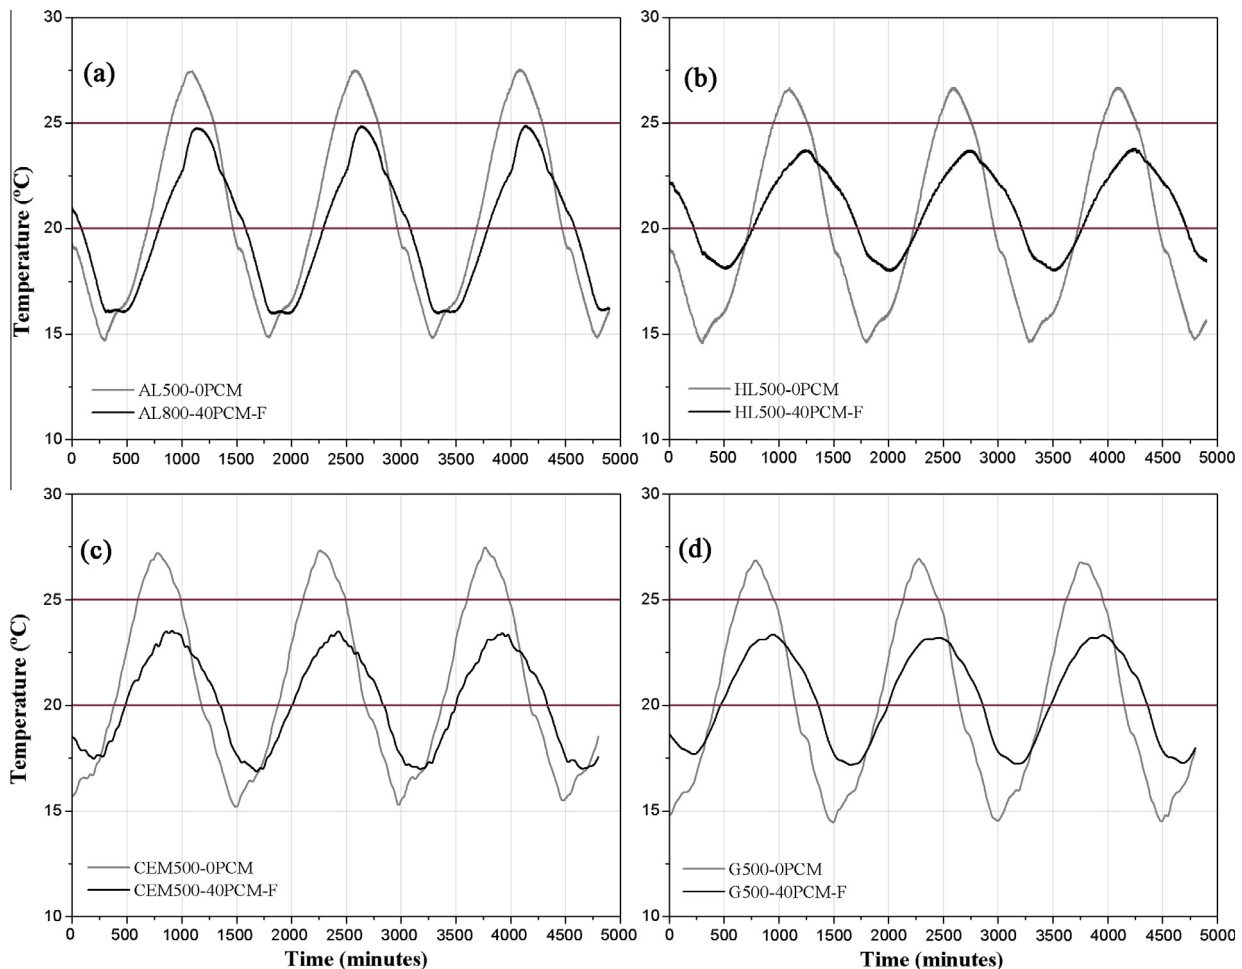 30
25
20
15
10
Temperature (ºC)
(a)
AL500-0PCM
AL800-40PCM-F
0 500 1000 1500 2000 2500 3000 3500 4000 4500 5000
30
25
20
15
10
(b)
HL500-0PCM
HL500-40PCM-F
0 500 1000 1500 2000 2500 3000 3500 4000 4500 5000
30
25
20
15
10
Temperature (ºC)
(c)
CEM500-0PCM
CEM500-40PCM-F
0 500 1000 1500 2000 2500 3000 3500 4000 4500 5000
Time (minutes)
30
25
20
15
10
(d)
G500-0PCM
G500-40PCM-F
0 500 1000 1500 2000 2500 3000 3500 4000 4500 5000
Time (minutes)